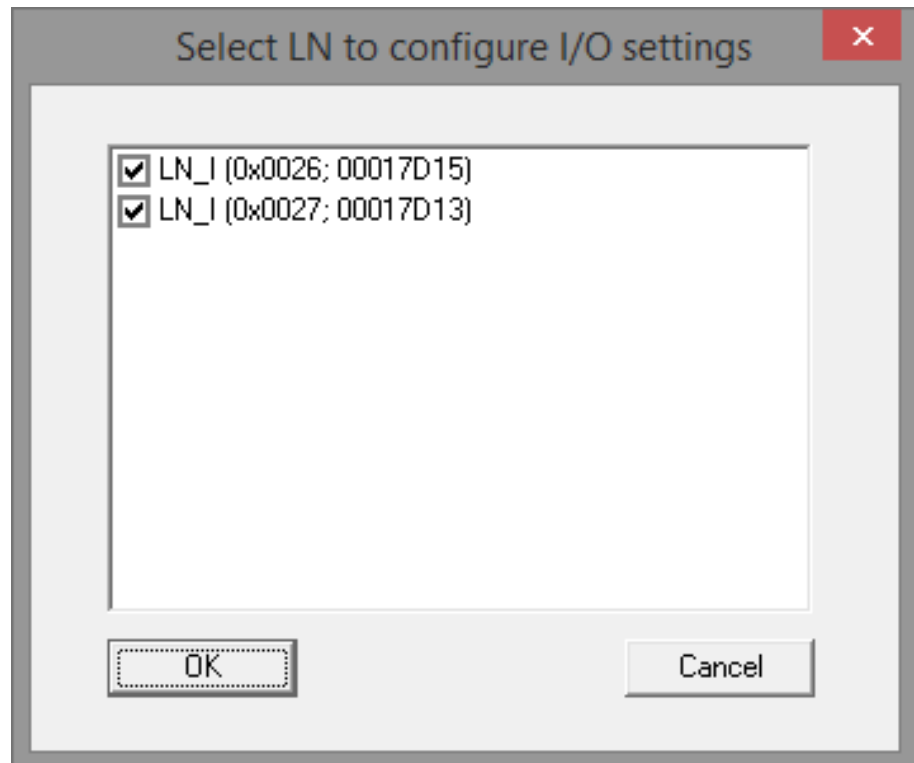 Select LN to configure I/O settings
LN_I (0x0026; 00017D15)
LN_I (0x0027; 00017D13)
OK
Cancel